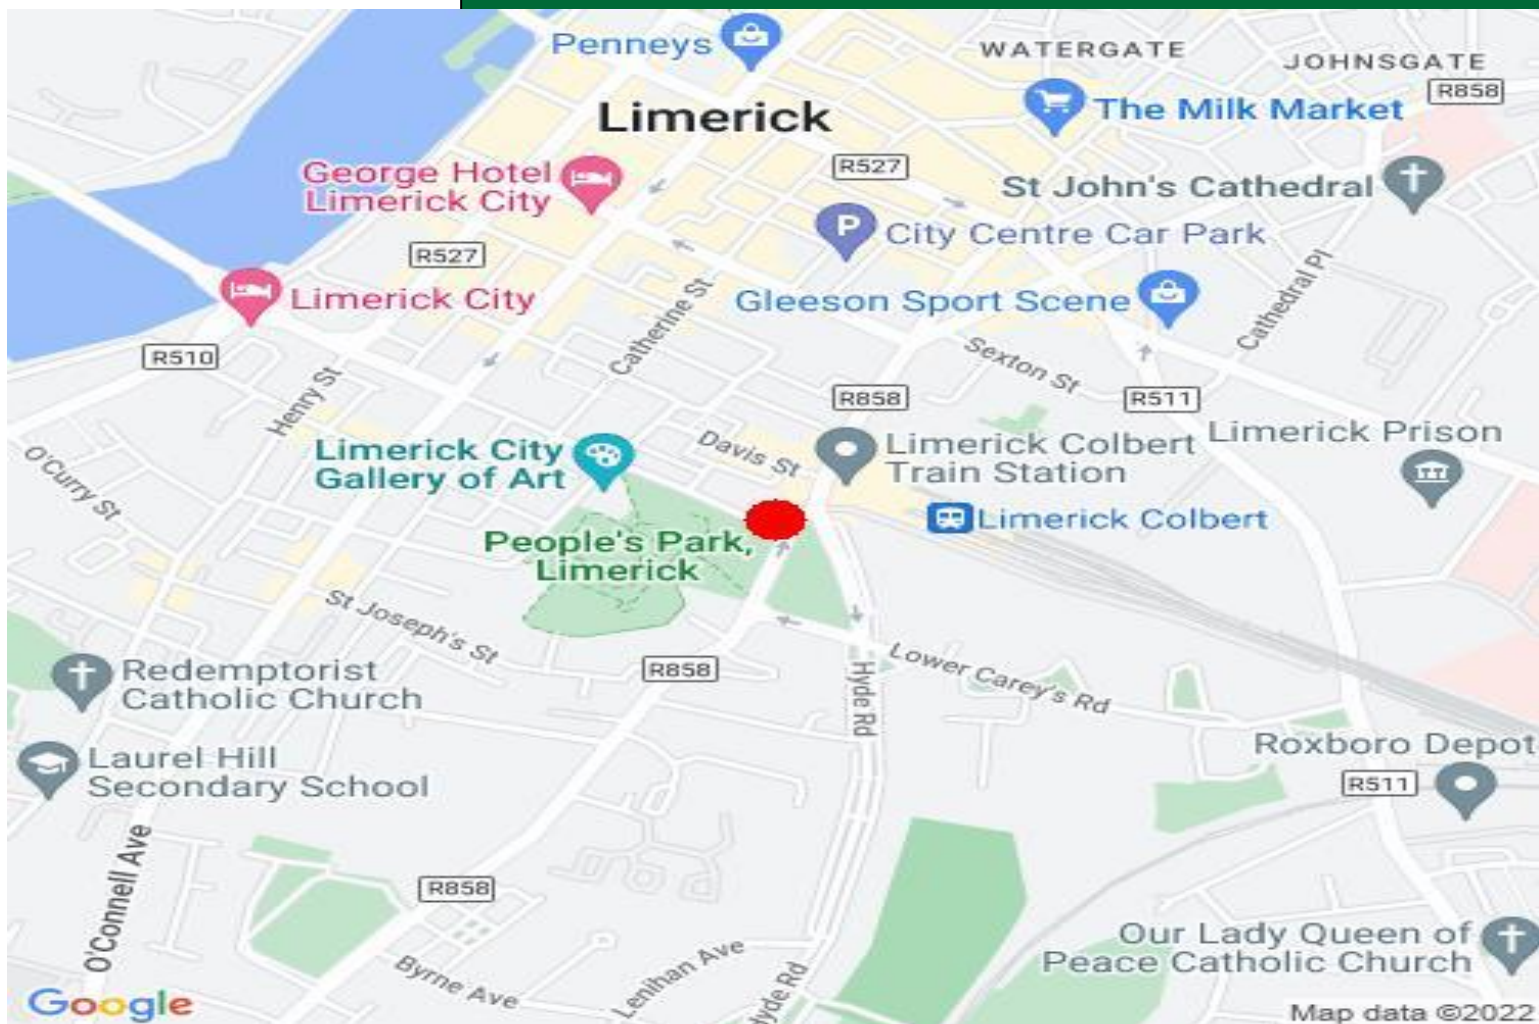 Penneys
WATERGATE
JOHNSGATE
R858
Limerick
The Milk Market
R527
George Hotel
Limerick City
St John's Cathedral
City Centre Car Park
R527
Limerick City
Catherine St
Gleeson Sport Scene
Cathedral Pl
R510
Henry St
Sexton St
R858
R511
Limerick City
Gallery of Art
Davis St
Limerick Colbert
Train Station
Limerick Prison
O'Curry St
Limerick Colbert
People's Park,
Limerick
St Joseph's St
R858
Hyde Rd
Lower Carey's Rd
Redemptorist
Catholic Church
Laurel Hill
Secondary School
Roxboro Depot
R511
O'Connell Ave
R858
Our Lady Queen of
Peace Catholic Church
Byrne Ave
Lenihan Ave
Hyde Rd
Google
Map data ©2022